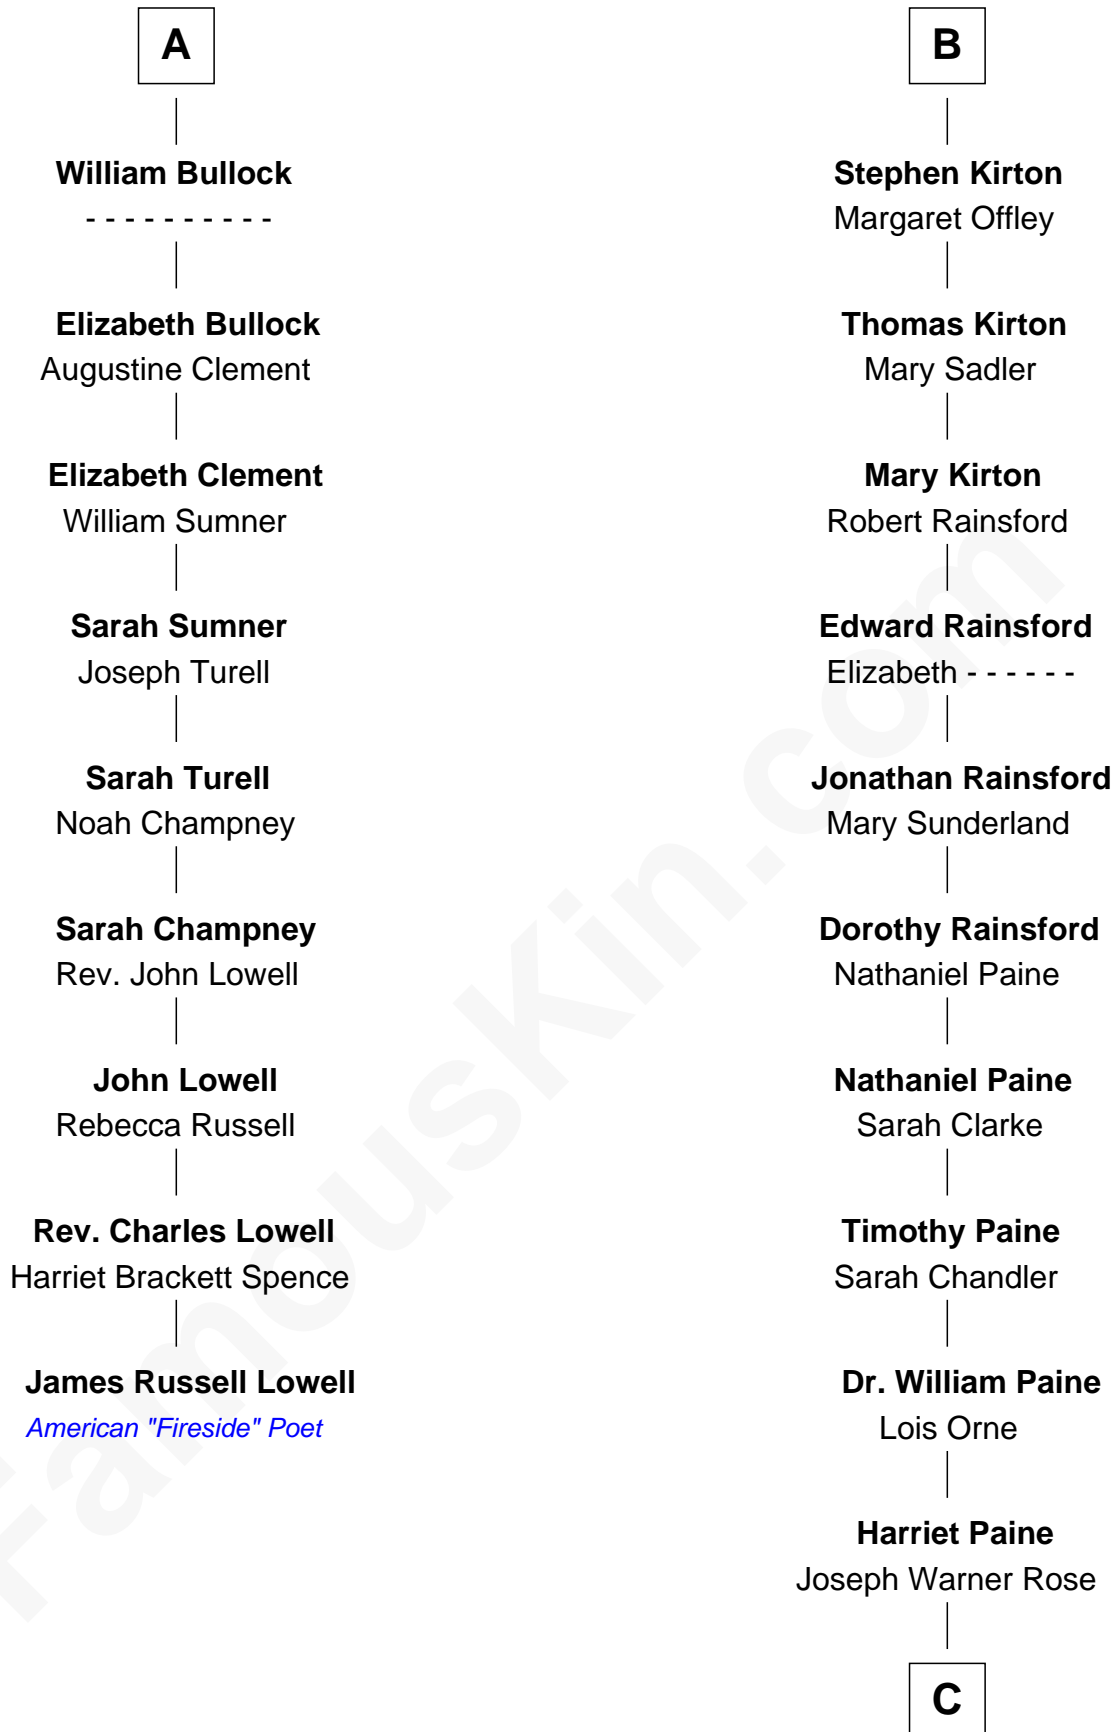 A
William Bullock
- - - - - - - - - -
Elizabeth Bullock
Augustine Clement
Elizabeth Clement
William Sumner
Sarah Sumner
Joseph Turell
Sarah Turell
Noah Champney
Sarah Champney
Rev. John Lowell
John Lowell
Rebecca Russell
Rev. Charles Lowell
Harriet Brackett Spence
James Russell Lowell
American "Fireside" Poet
B
Stephen Kirton
Margaret Offley
Thomas Kirton
Mary Sadler
Mary Kirton
Robert Rainsford
Edward Rainsford
Elizabeth - - - - - -
Jonathan Rainsford
Mary Sunderland
Dorothy Rainsford
Nathaniel Paine
Nathaniel Paine
Sarah Clarke
Timothy Paine
Sarah Chandler
Dr. William Paine
Lois Orne
Harriet Paine
Joseph Warner Rose
C
FamousKin.com